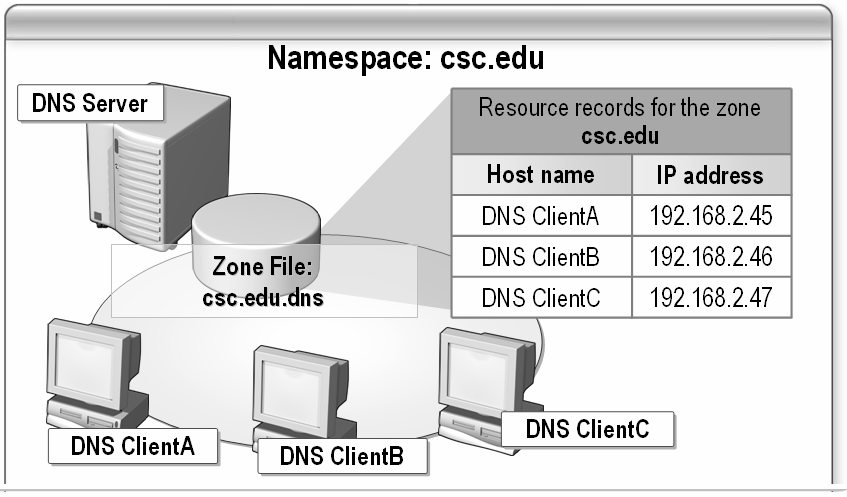 Namespace: csc.edu
DNS Server
Resource records for the zone
csc.edu
Host name IP address
DNS ClientA 192.168.2.45
DNS ClientB 192.168.2.46
DNS ClientC 192.168.2.47
Zone File:
csc.edu.dns
DNS ClientA
DNS ClientB
DNS ClientC